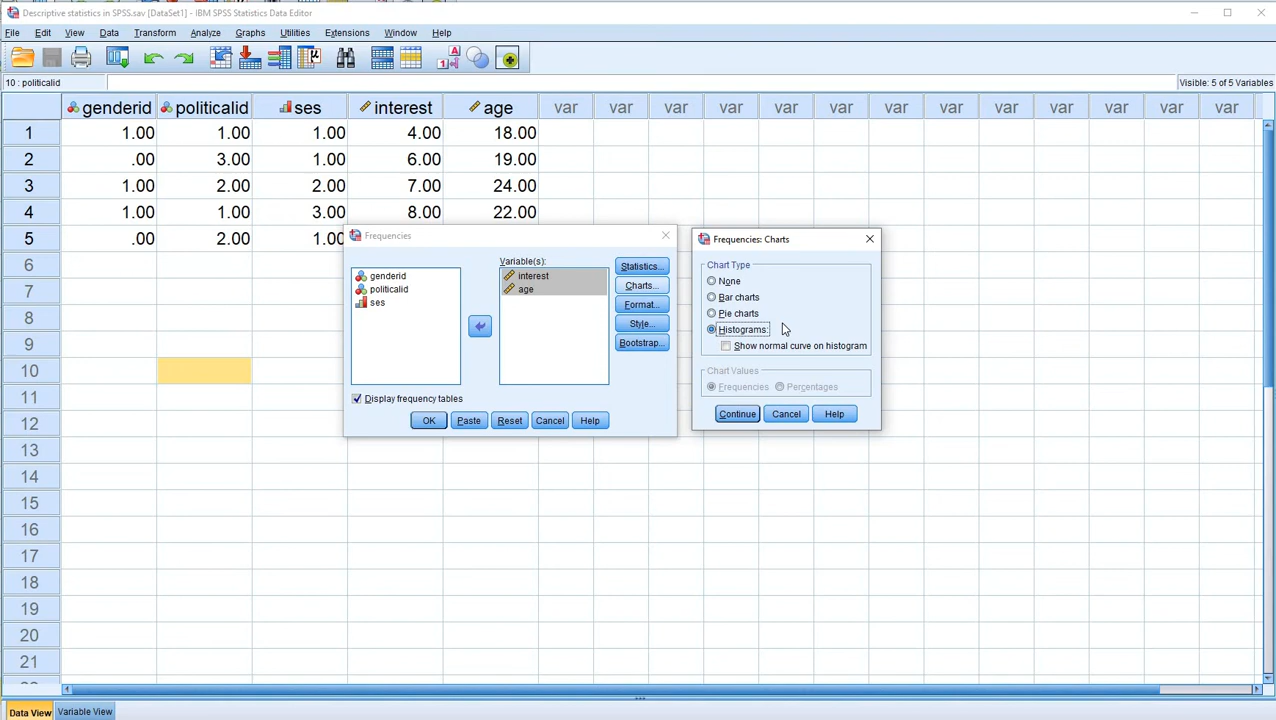 Descriptive statistics in SPSS.sav [DataSet1] - IBM SPSS Statistics Data Editor
File Edit View Data Transform Analyze Graphs Utilities Extensions Window Help
10 : politicalid
Visible: 5 of 5 Variables
genderid politicalid ses interest age var var var var var var var var var var var var var
1 1.00 1.00 1.00 4.00 18.00
2 .00 3.00 1.00 6.00 19.00
3 1.00 2.00 2.00 7.00 24.00
4 1.00 1.00 3.00 8.00 22.00
5 .00 2.00 1.00
6
7
8
9
10
11
12
13
14
15
16
17
18
19
20
21
Frequencies
Variable(s):
genderid
politicalid
ses
interest
age
Statistics...
Charts...
Format...
Style...
Bootstrap...
Display frequency tables
OK Paste Reset Cancel Help
Frequencies: Charts
Chart Type
None
Bar charts
Pie charts
Histograms:
Show normal curve on histogram
Chart Values
Frequencies Percentages
Continue Cancel Help
Data View Variable View